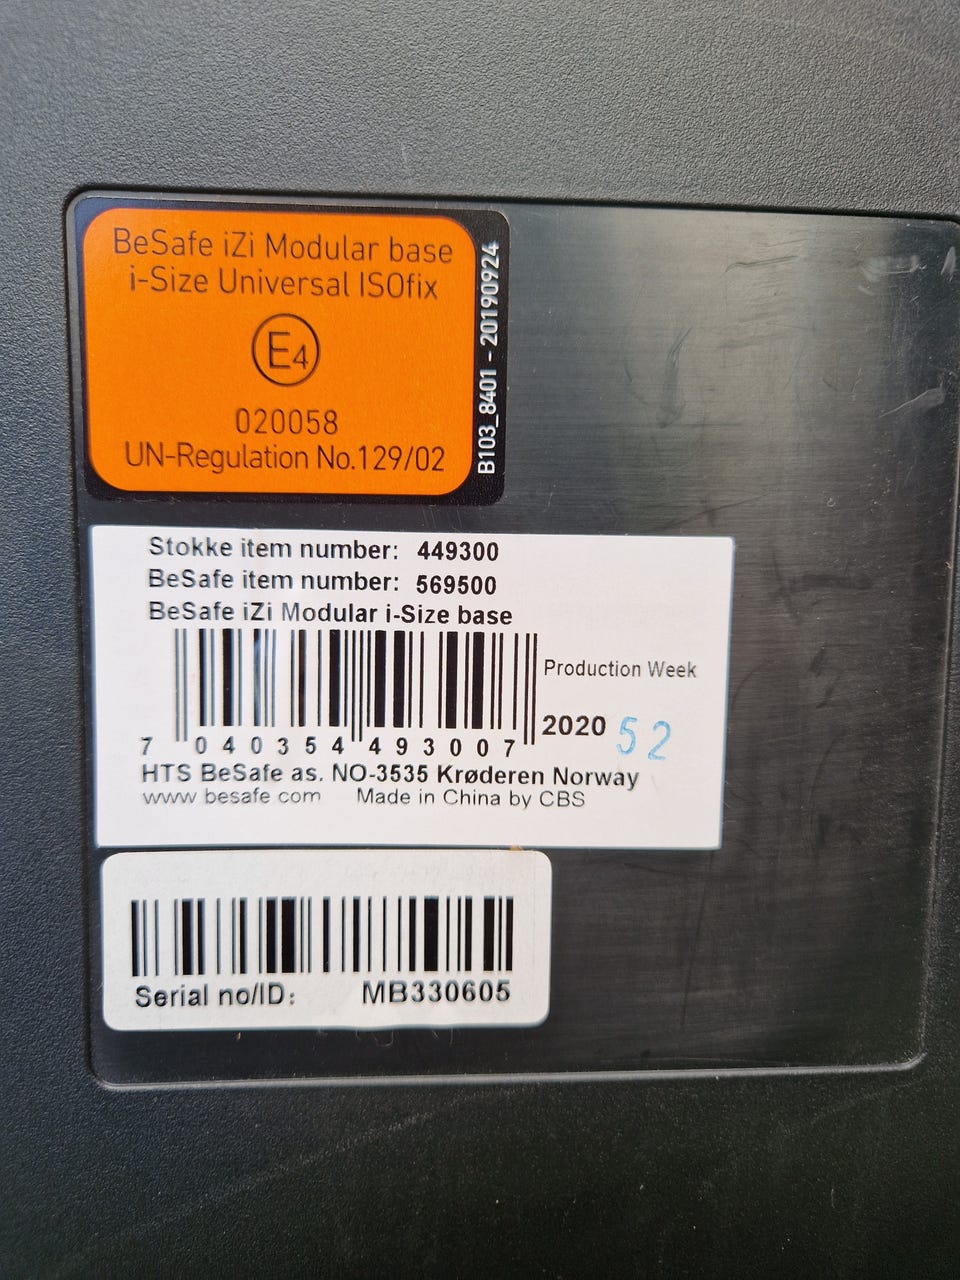 BeSafe iZi Modular base
i-Size Universal ISOfix
E4
020058
UN-Regulation No.129/02
B103_8401 - 20190924
Stokke item number: 449300
BeSafe item number: 569500
BeSafe iZi Modular i-Size base
Production Week
2020 52
7 040354 493007
HTS BeSafe as. NO-3535 Krøderen Norway
www besafe com Made in China by CBS
Serial no/ID: MB330605